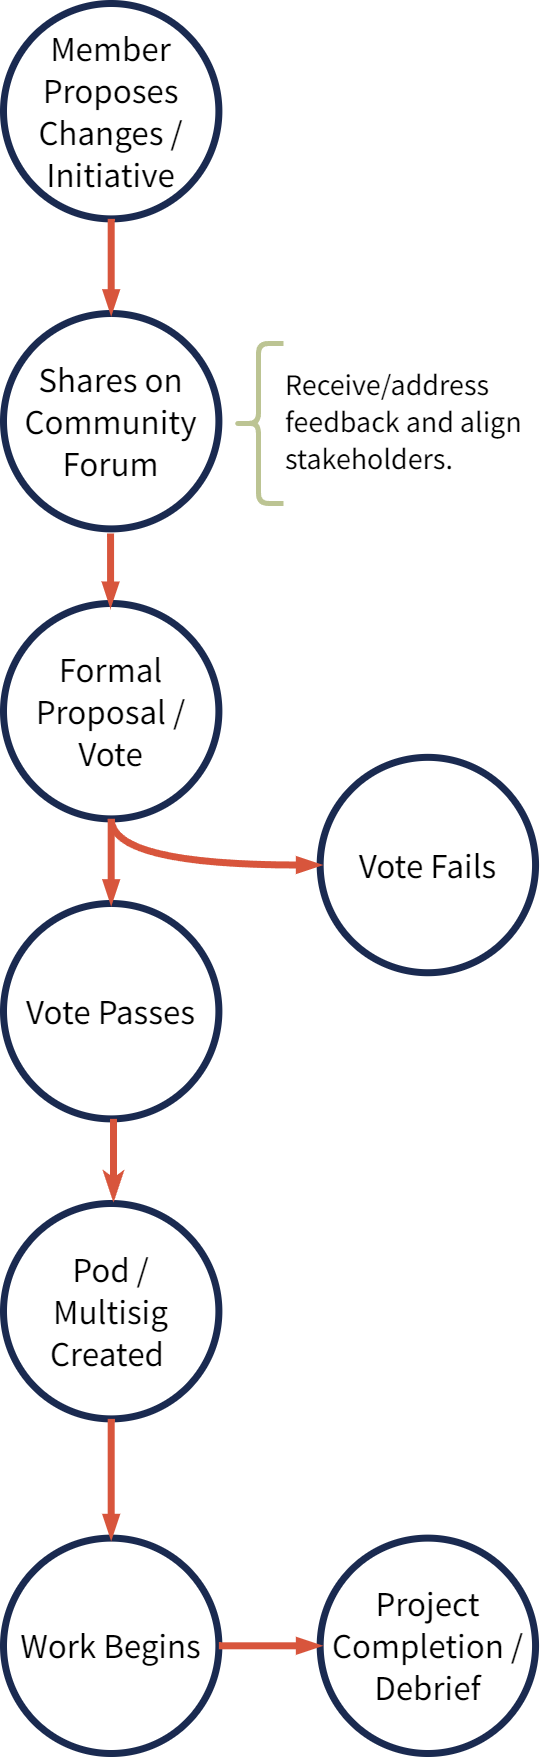 Member
Proposes
Changes /
Initiative
Shares on
Community
Forum
Receive/address
feedback and align
stakeholders.
Formal
Proposal /
Vote
Vote Fails
Vote Passes
Pod /
Multisig
Created
Work Begins
Project
Completion /
Debrief